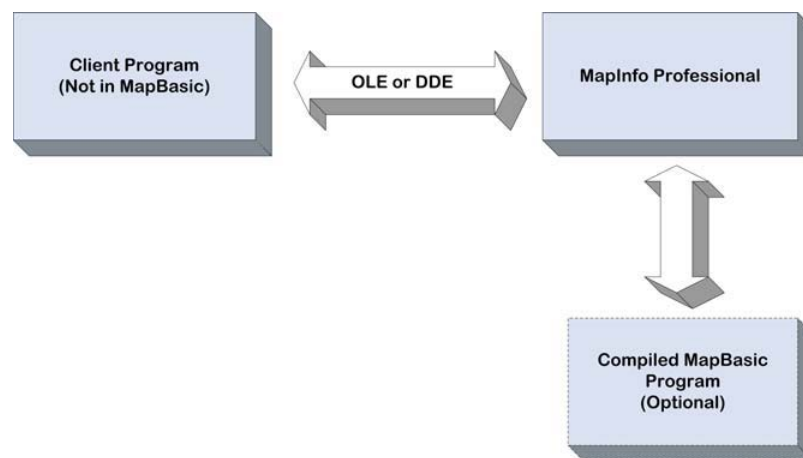 Client Program
(Not in MapBasic)
OLE or DDE
MapInfo Professional
Compiled MapBasic
Program
(Optional)